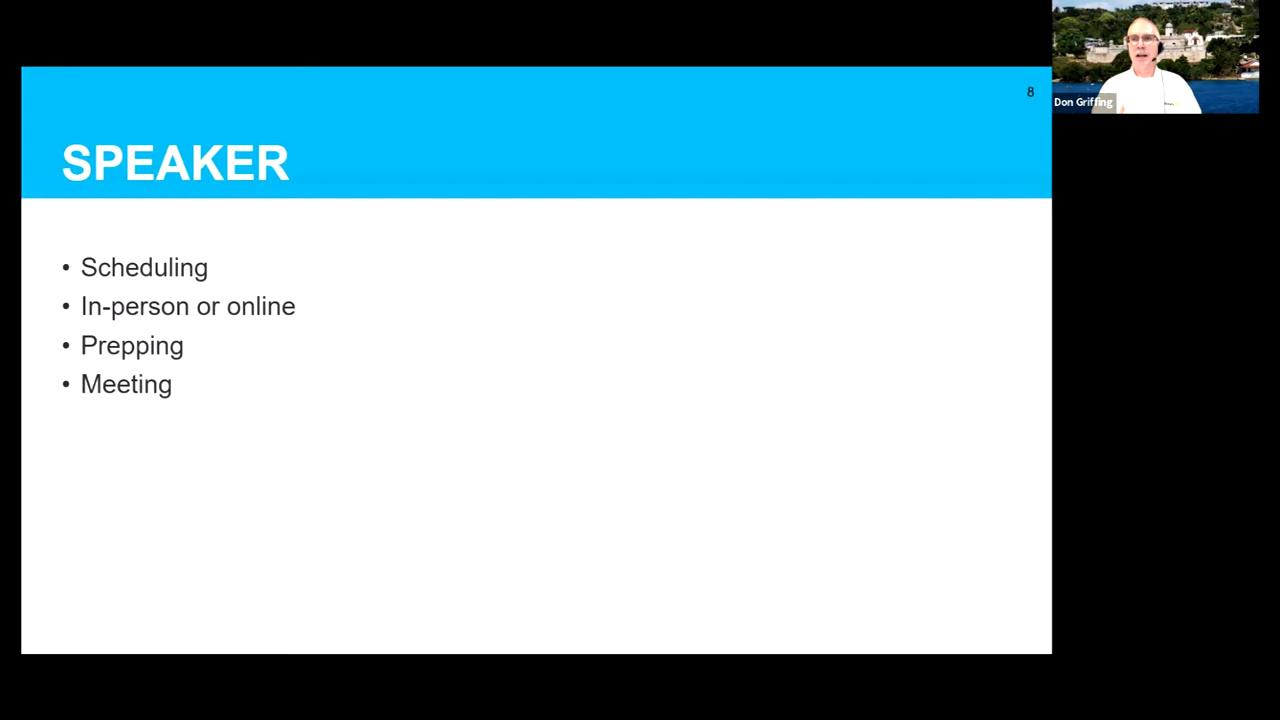 8
SPEAKER
• Scheduling
• In-person or online
• Prepping
• Meeting
Don Griffing